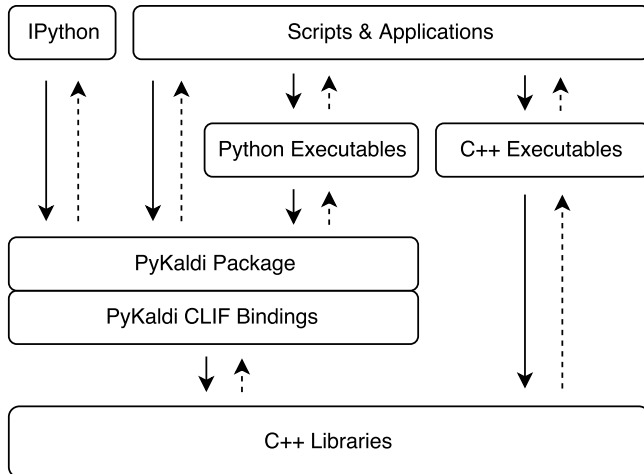 IPython
Scripts & Applications
Python Executables
C++ Executables
PyKaldi Package
PyKaldi CLIF Bindings
C++ Libraries